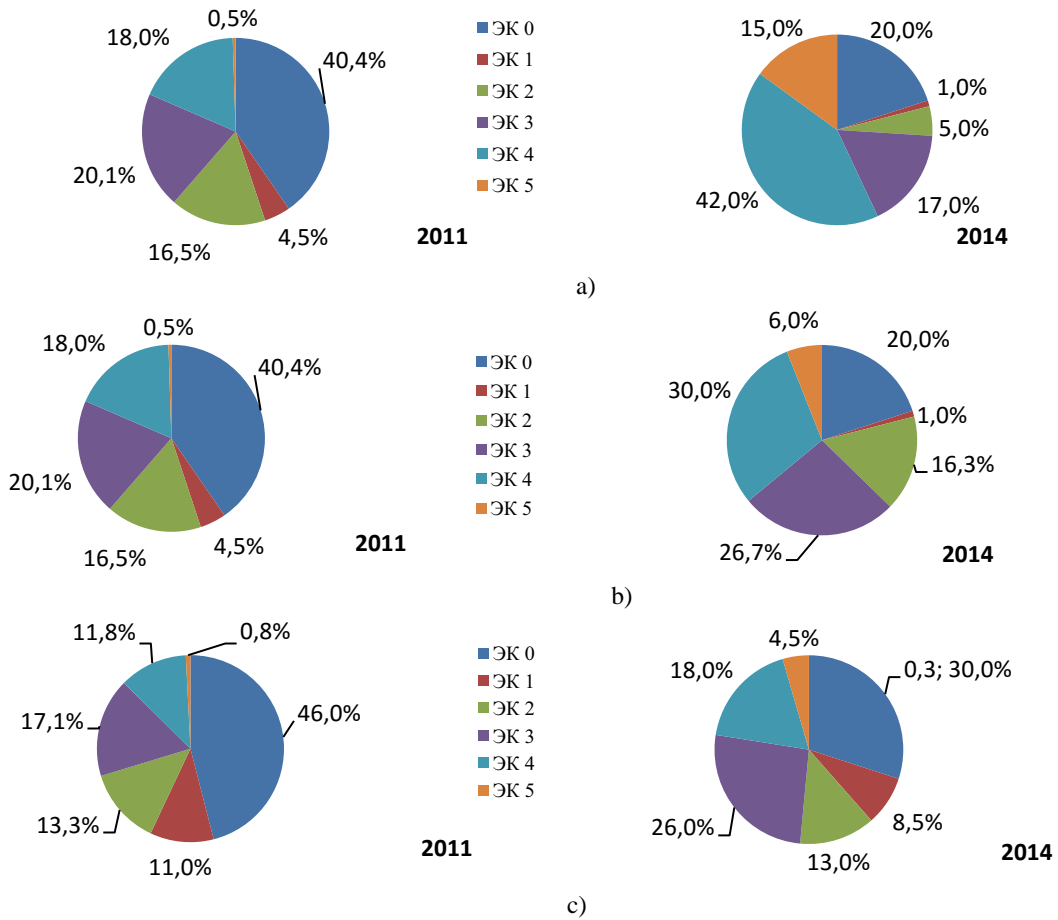 0,5%
18,0%
40,4%
20,1%
16,5%
4,5%
2011
ЭК 0
ЭК 1
ЭК 2
ЭК 3
ЭК 4
ЭК 5
15,0%
20,0%
1,0%
5,0%
42,0%
17,0%
2014
a)
0,5%
18,0%
40,4%
20,1%
16,5%
4,5%
2011
ЭК 0
ЭК 1
ЭК 2
ЭК 3
ЭК 4
ЭК 5
6,0%
20,0%
30,0%
1,0%
16,3%
26,7%
2014
b)
11,8%
0,8%
17,1%
46,0%
13,3%
11,0%
2011
ЭК 0
ЭК 1
ЭК 2
ЭК 3
ЭК 4
ЭК 5
4,5%
18,0%
0,3; 30,0%
26,0%
8,5%
13,0%
2014
c)